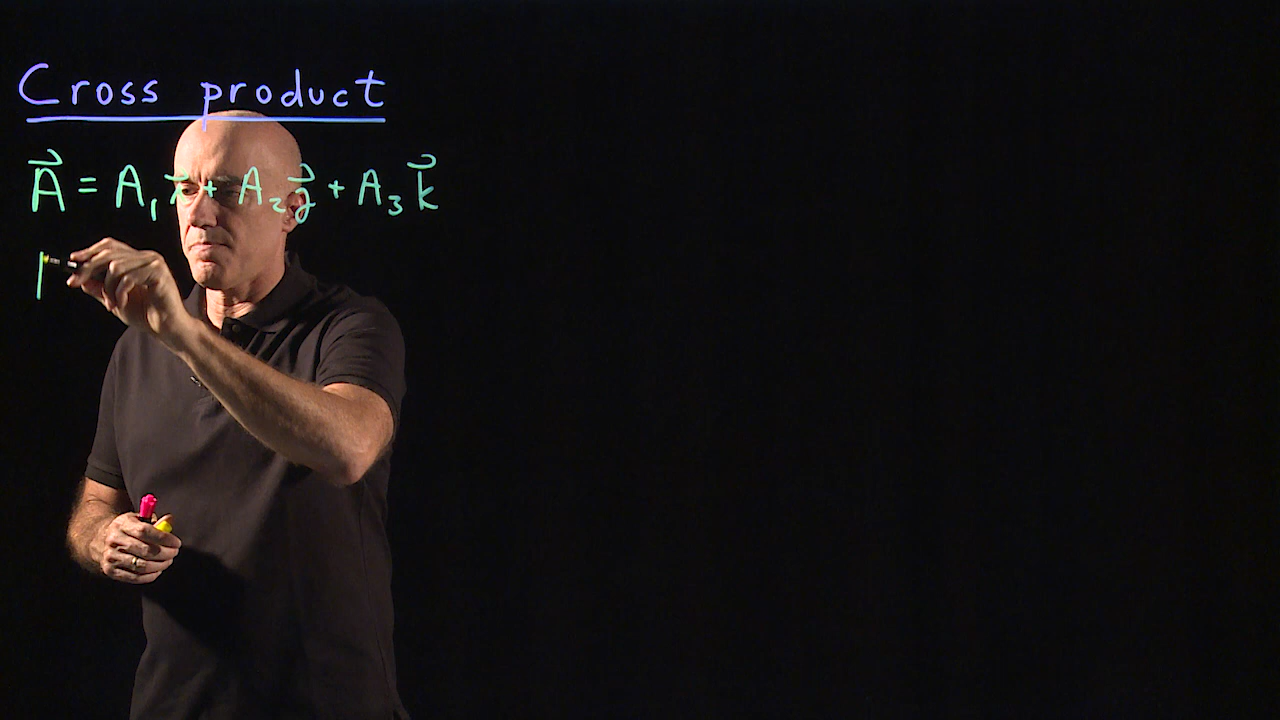 Cross product
A⃗ = A₁ i⃗ + A₂ j⃗ + A₃ k⃗